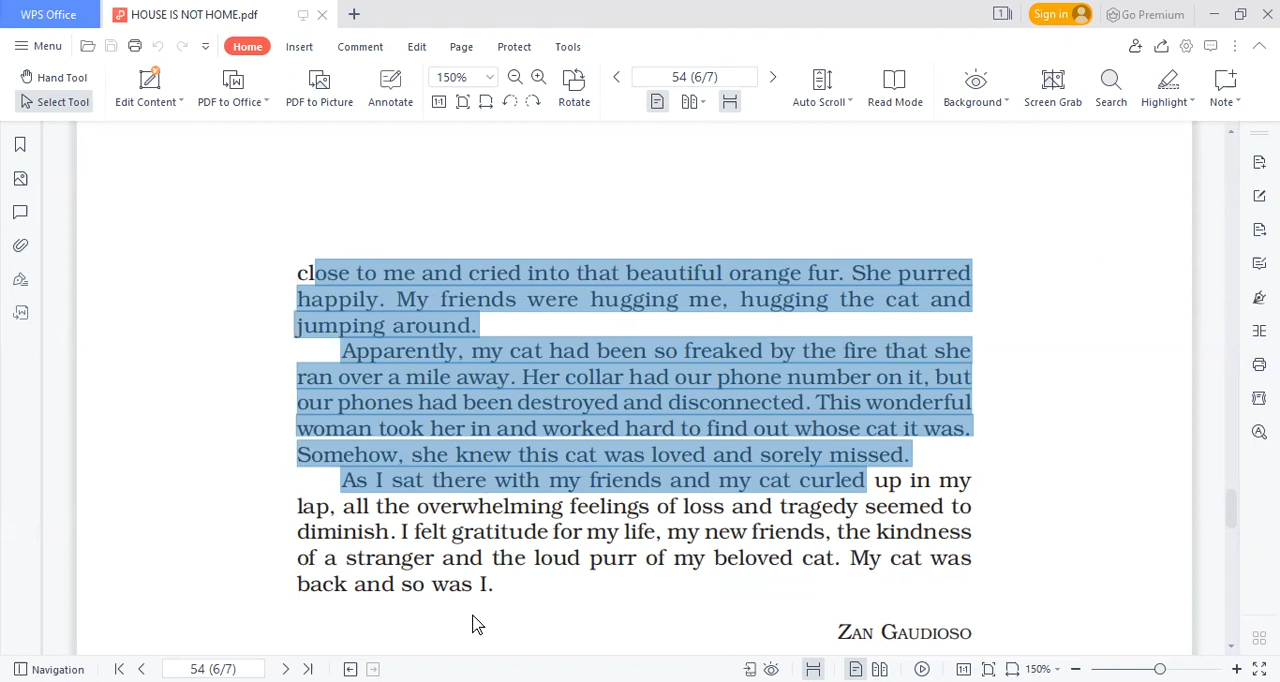 WPS Office
HOUSE IS NOT HOME.pdf
Sign in
Go Premium
Menu
Home
Insert
Comment
Edit
Page
Protect
Tools
Hand Tool
Select Tool
Edit Content
PDF to Office
PDF to Picture
Annotate
150%
Rotate
54 (6/7)
Auto Scroll
Read Mode
Background
Screen Grab
Search
Highlight
Note
close to me and cried into that beautiful orange fur. She purred
happily. My friends were hugging me, hugging the cat and
jumping around.
Apparently, my cat had been so freaked by the fire that she
ran over a mile away. Her collar had our phone number on it, but
our phones had been destroyed and disconnected. This wonderful
woman took her in and worked hard to find out whose cat it was.
Somehow, she knew this cat was loved and sorely missed.
As I sat there with my friends and my cat curled up in my
lap, all the overwhelming feelings of loss and tragedy seemed to
diminish. I felt gratitude for my life, my new friends, the kindness
of a stranger and the loud purr of my beloved cat. My cat was
back and so was I.
ZAN GAUDIOSO
Navigation
54 (6/7)
150%